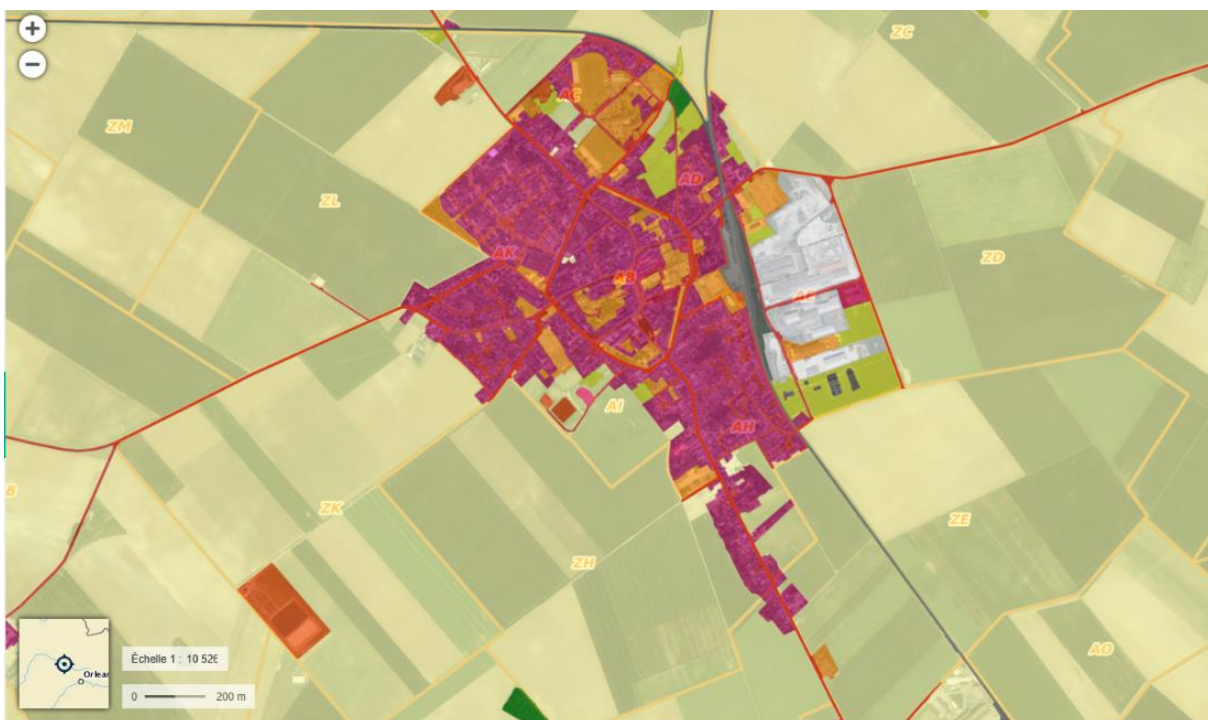 +
−
ZC
ZM
AC
ZL
AD
AK
AB
ZD
AE
AI
AH
B
ZK
ZE
ZH
AO
Orlea
Échelle 1 : 10 526
0 200 m